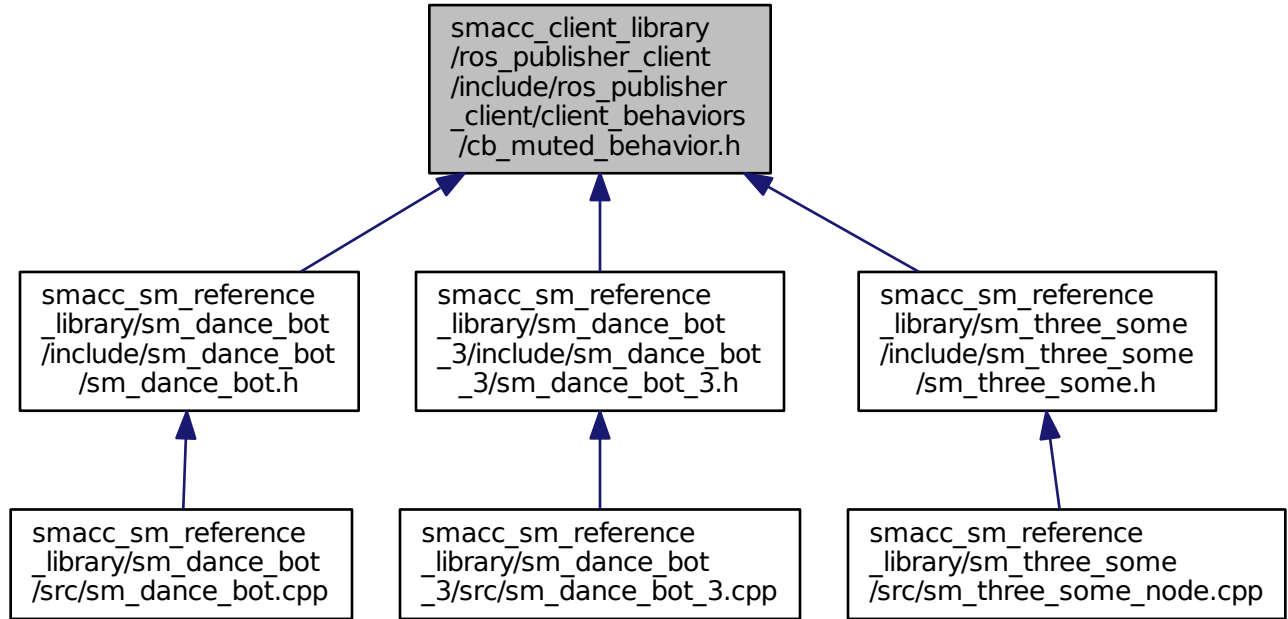 smacc_client_library
/ros_publisher_client
/include/ros_publisher
_client/client_behaviors
/cb_muted_behavior.h
smacc_sm_reference
_library/sm_dance_bot
/include/sm_dance_bot
/sm_dance_bot.h
smacc_sm_reference
_library/sm_dance_bot
_3/include/sm_dance_bot
_3/sm_dance_bot_3.h
smacc_sm_reference
_library/sm_three_some
/include/sm_three_some
/sm_three_some.h
smacc_sm_reference
_library/sm_dance_bot
/src/sm_dance_bot.cpp
smacc_sm_reference
_library/sm_dance_bot
_3/src/sm_dance_bot_3.cpp
smacc_sm_reference
_library/sm_three_some
/src/sm_three_some_node.cpp